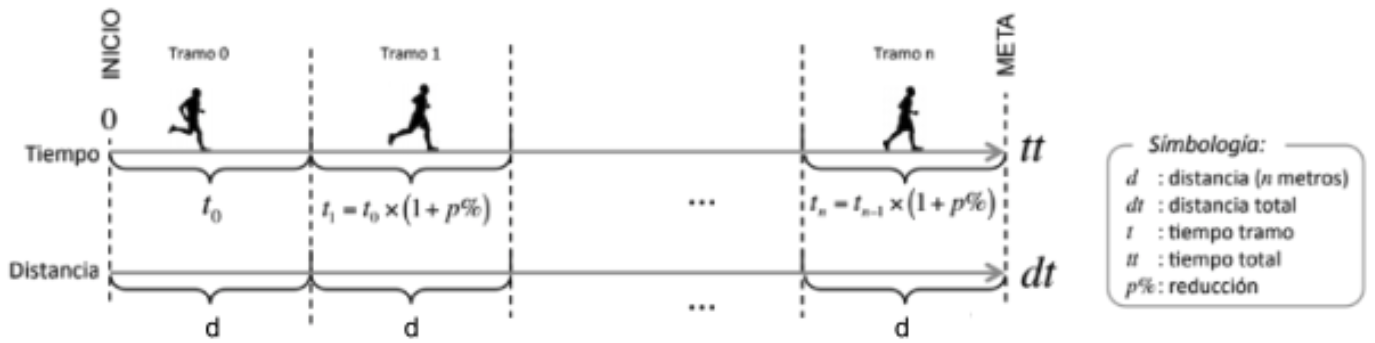 INICIO
META
Tramo 0
Tramo 1
Tramo n
0
Tiempo
tt
t₀
t₁ = t₀ × (1 + p%)
...
tₙ = tₙ₋₁ × (1 + p%)
Distancia
dt
d
d
...
d
Simbología:
d : distancia (n metros)
dt : distancia total
t : tiempo tramo
tt : tiempo total
p% : reducción